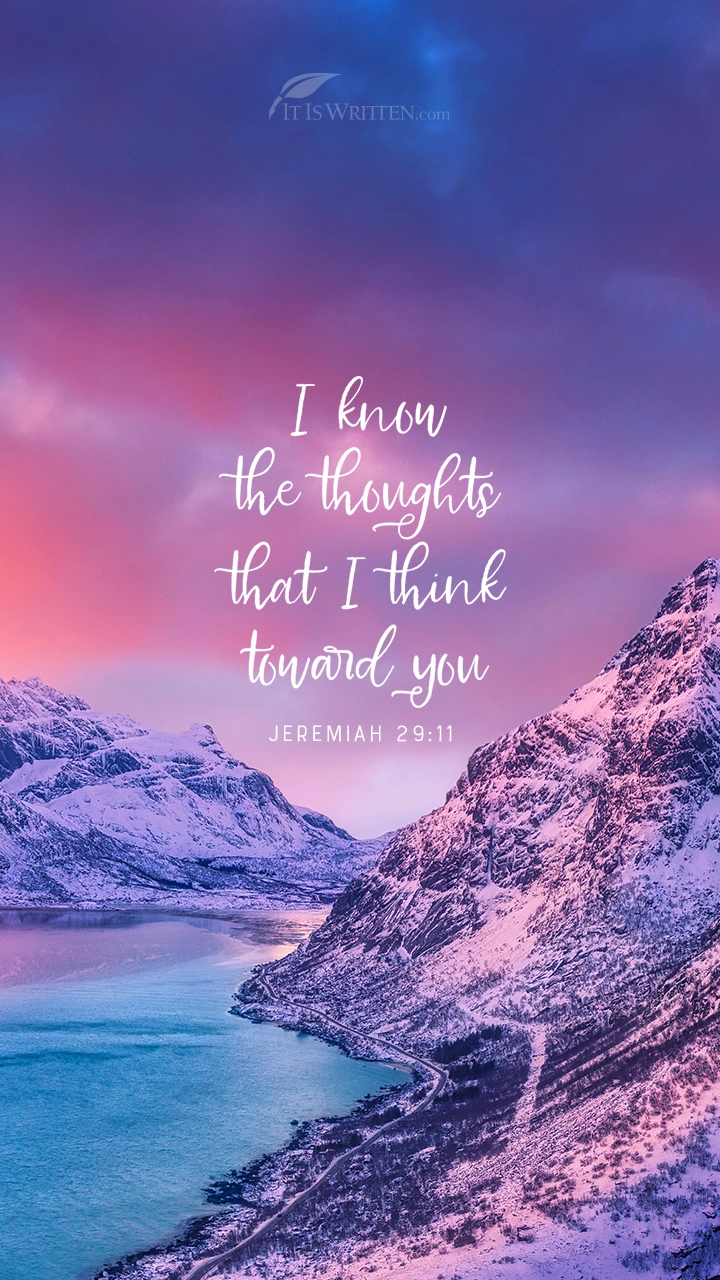 IT IS WRITTEN.com
I know
the thoughts
that I think
toward you
JEREMIAH 29:11